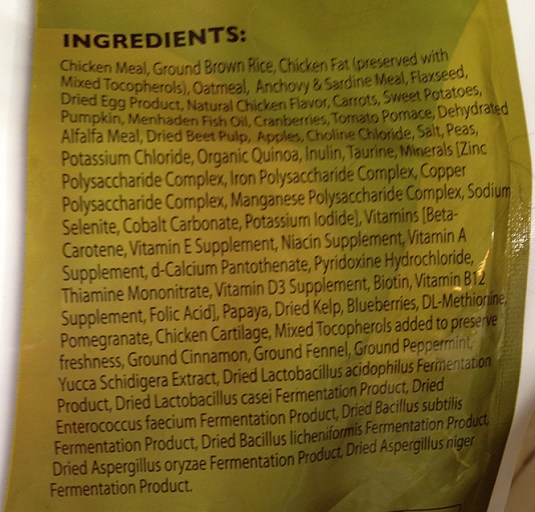 INGREDIENTS:
Chicken Meal, Ground Brown Rice, Chicken Fat (preserved with
Mixed Tocopherols), Oatmeal, Anchovy & Sardine Meal, Flaxseed,
Dried Egg Product, Natural Chicken Flavor, Carrots, Sweet Potatoes,
Pumpkin, Menhaden Fish Oil, Cranberries, Tomato Pomace, Dehydrated
Alfalfa Meal, Dried Beet Pulp, Apples, Choline Chloride, Salt, Peas,
Potassium Chloride, Organic Quinoa, Inulin, Taurine, Minerals [Zinc
Polysaccharide Complex, Iron Polysaccharide Complex, Copper
Polysaccharide Complex, Manganese Polysaccharide Complex, Sodium
Selenite, Cobalt Carbonate, Potassium Iodide], Vitamins [Beta-
Carotene, Vitamin E Supplement, Niacin Supplement, Vitamin A
Supplement, d-Calcium Pantothenate, Pyridoxine Hydrochloride,
Thiamine Mononitrate, Vitamin D3 Supplement, Biotin, Vitamin B12
Supplement, Folic Acid], Papaya, Dried Kelp, Blueberries, DL-Methionine,
Pomegranate, Chicken Cartilage, Mixed Tocopherols added to preserve
freshness, Ground Cinnamon, Ground Fennel, Ground Peppermint,
Yucca Schidigera Extract, Dried Lactobacillus acidophilus Fermentation
Product, Dried Lactobacillus casei Fermentation Product, Dried
Enterococcus faecium Fermentation Product, Dried Bacillus subtilis
Fermentation Product, Dried Bacillus licheniformis Fermentation Product,
Dried Aspergillus oryzae Fermentation Product, Dried Aspergillus niger
Fermentation Product.